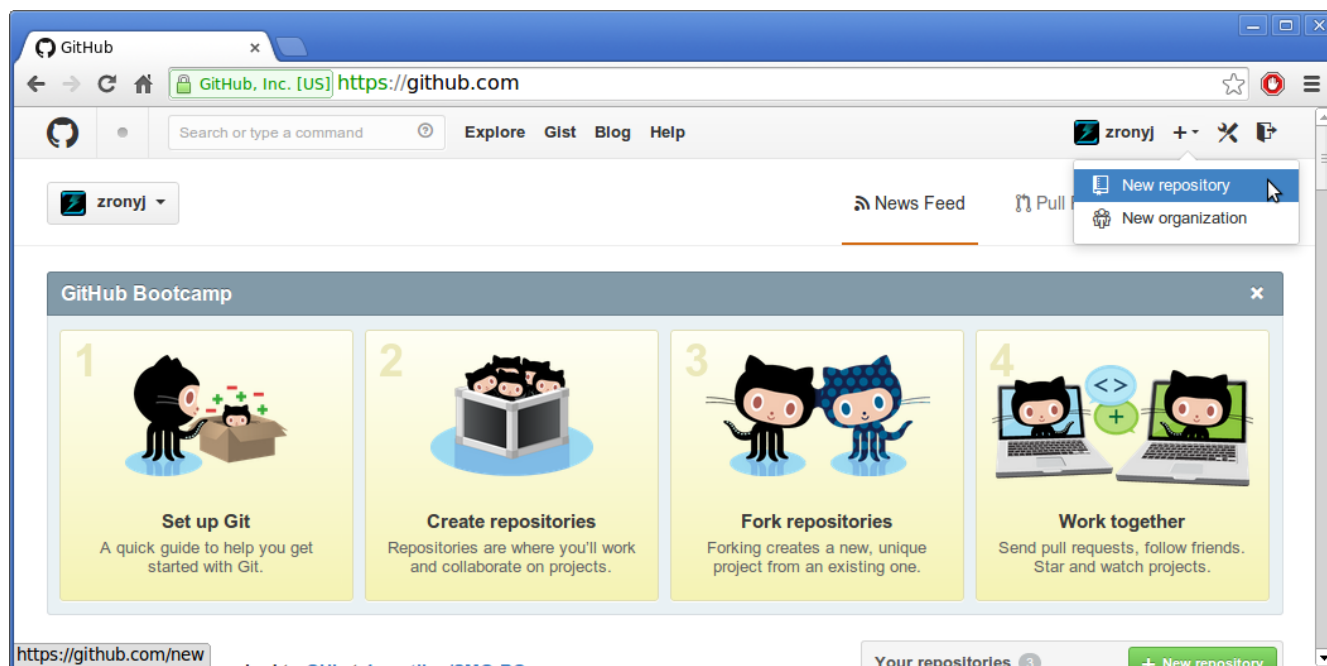 GitHub
GitHub, Inc. [US] https://github.com
Search or type a command
Explore Gist Blog Help
zronyj
New repository
New organization
zronyj
News Feed
Pull
GitHub Bootcamp
1
Set up Git
A quick guide to help you get
started with Git.
2
Create repositories
Repositories are where you'll work
and collaborate on projects.
3
Fork repositories
Forking creates a new, unique
project from an existing one.
4
Work together
Send pull requests, follow friends.
Star and watch projects.
https://github.com/new
Your repositories 3
New repository